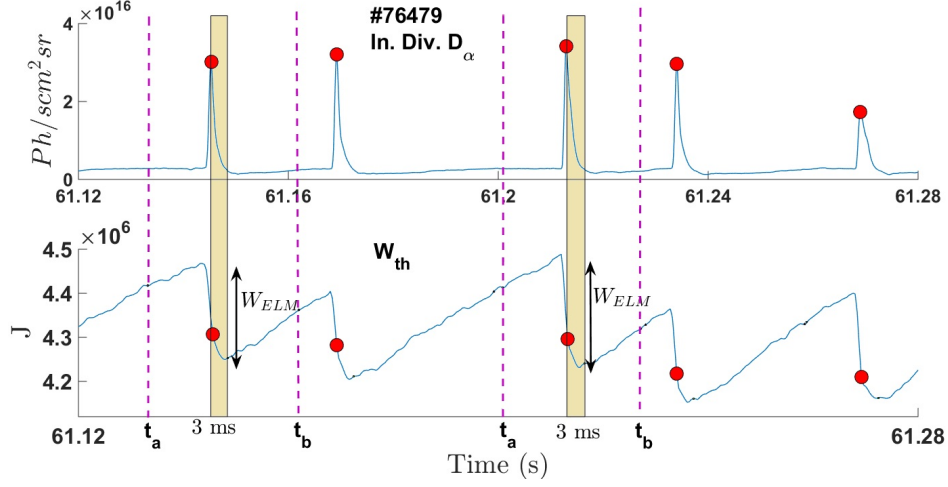 × 10^16
#76479
In. Div. D_α
Ph/scm^2sr
4
2
0
61.12
61.16
61.2
61.24
61.28
×10^6
W_th
J
4.5
4.4
4.3
4.2
W_ELM
W_ELM
61.12
t_a
3 ms
t_b
t_a
3 ms
t_b
61.28
Time (s)